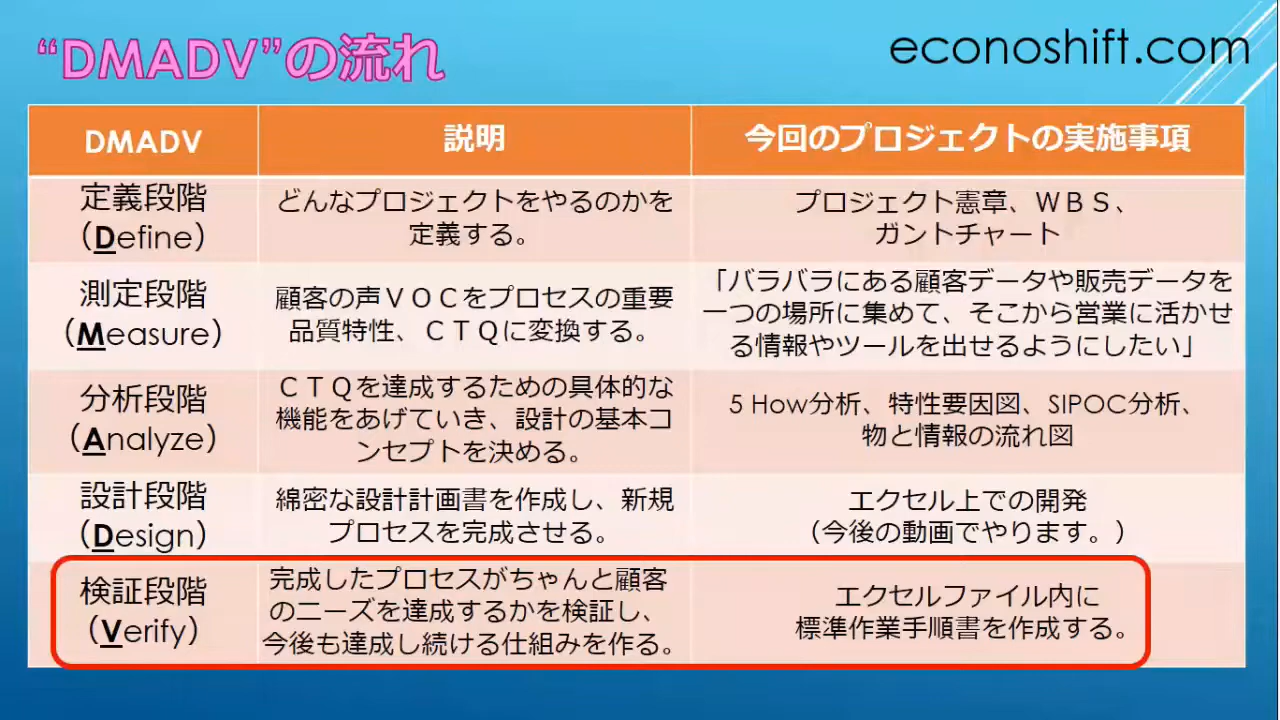 “DMADV”の流れ
econoshift.com
DMADV
説明
今回のプロジェクトの実施事項
定義段階
（Define）
どんなプロジェクトをやるのかを
定義する。
プロジェクト憲章、ＷＢＳ、
ガントチャート
測定段階
（Measure）
顧客の声ＶＯＣをプロセスの重要
品質特性、ＣＴＱに変換する。
「バラバラにある顧客データや販売データを
一つの場所に集めて、そこから営業に活かせ
る情報やツールを出せるようにしたい」
分析段階
（Analyze）
ＣＴＱを達成するための具体的な
機能をあげていき、設計の基本コ
ンセプトを決める。
5 How分析、特性要因図、SIPOC分析、
物と情報の流れ図
設計段階
（Design）
綿密な設計計画書を作成し、新規
プロセスを完成させる。
エクセル上での開発
（今後の動画でやります。）
検証段階
（Verify）
完成したプロセスがちゃんと顧客
のニーズを達成するかを検証し、
今後も達成し続ける仕組みを作る。
エクセルファイル内に
標準作業手順書を作成する。